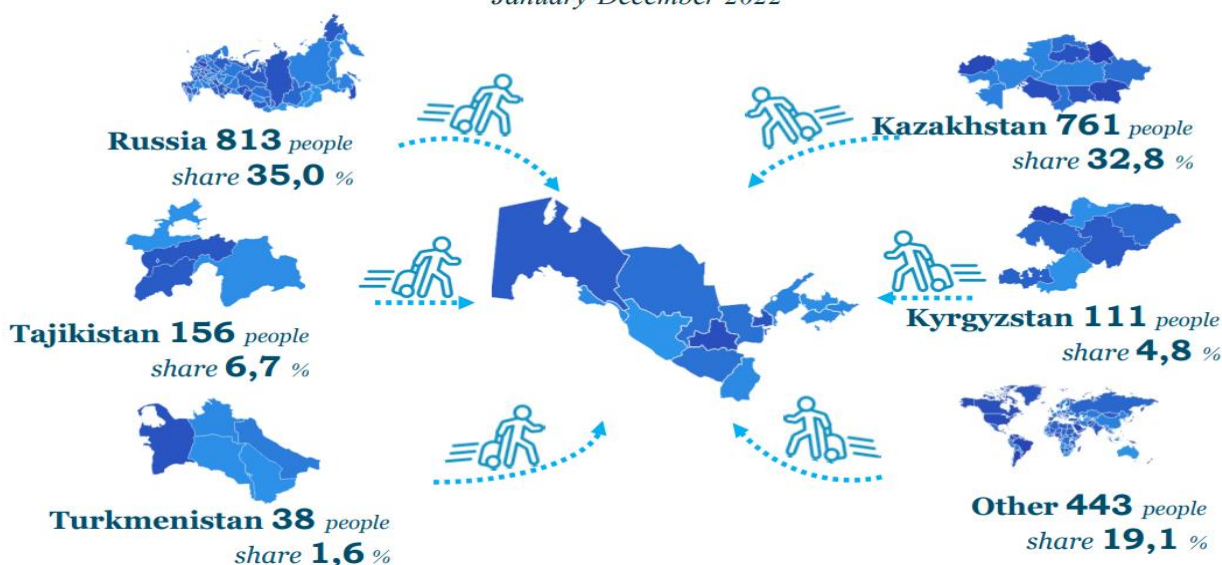 January-December 2022
Russia 813 people
share 35,0 %
Kazakhstan 761 people
share 32,8 %
Tajikistan 156 people
share 6,7 %
Kyrgyzstan 111 people
share 4,8 %
Turkmenistan 38 people
share 1,6 %
Other 443 people
share 19,1 %